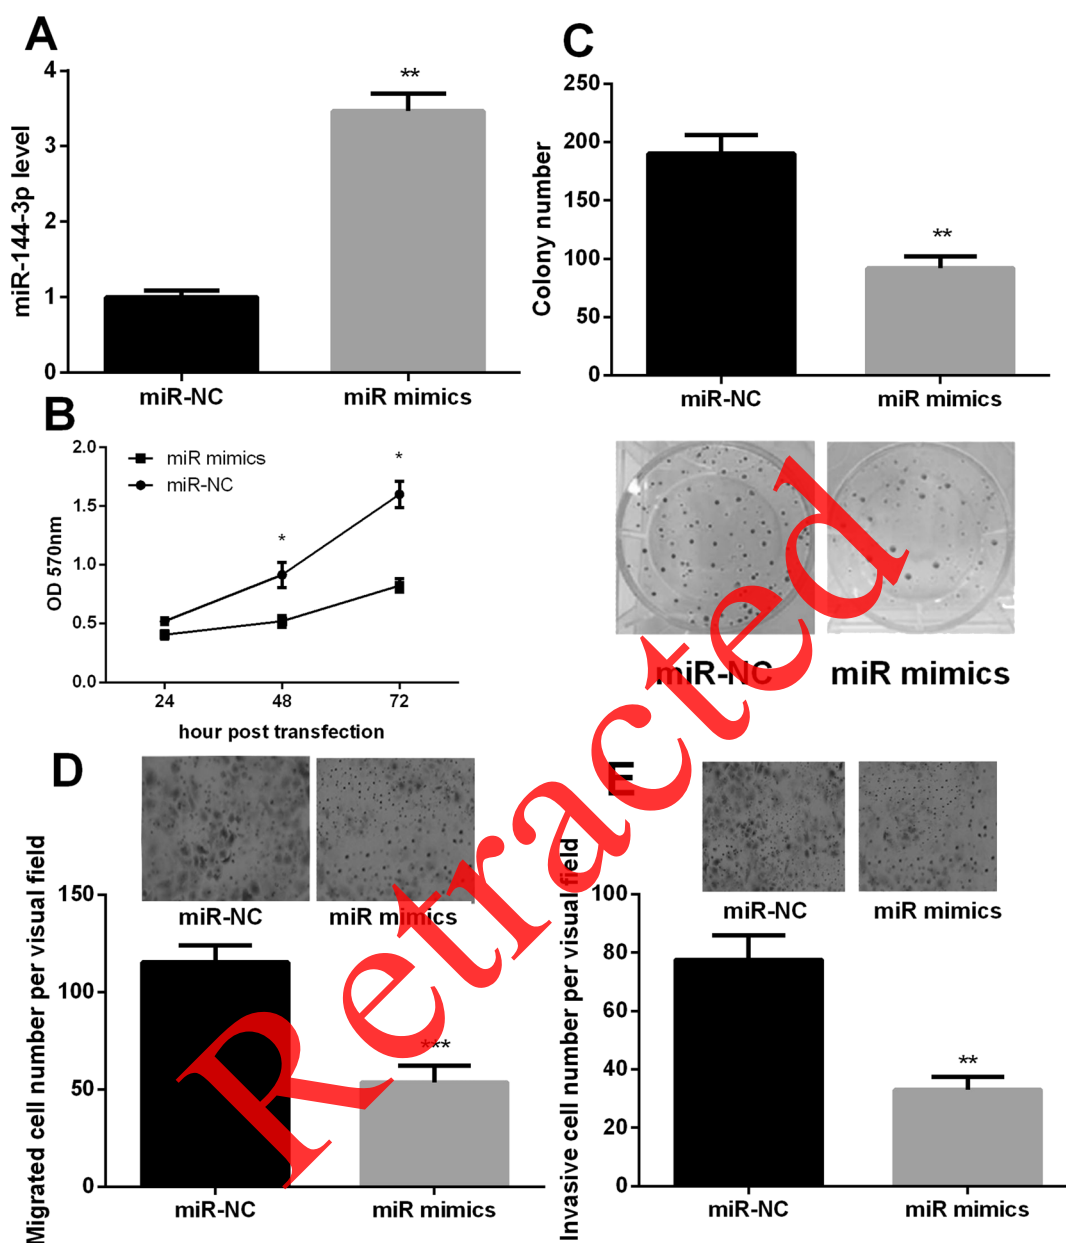 A
miR-144-3p level
4
3
2
1
0
**
miR-NC
miR mimics
B
OD 570nm
2.0
1.5
1.0
0.5
0.0
miR mimics
miR-NC
*
*
24
48
72
hour post transfection
C
Colony number
250
200
150
100
50
0
**
miR-NC
miR mimics
miR-NC
miR mimics
D
miR-NC
miR mimics
Migrated cell number per visual field
150
100
50
0
***
miR-NC
miR mimics
E
miR-NC
miR mimics
Invasive cell number per visual field
100
80
60
40
20
0
**
miR-NC
miR mimics
Retracted